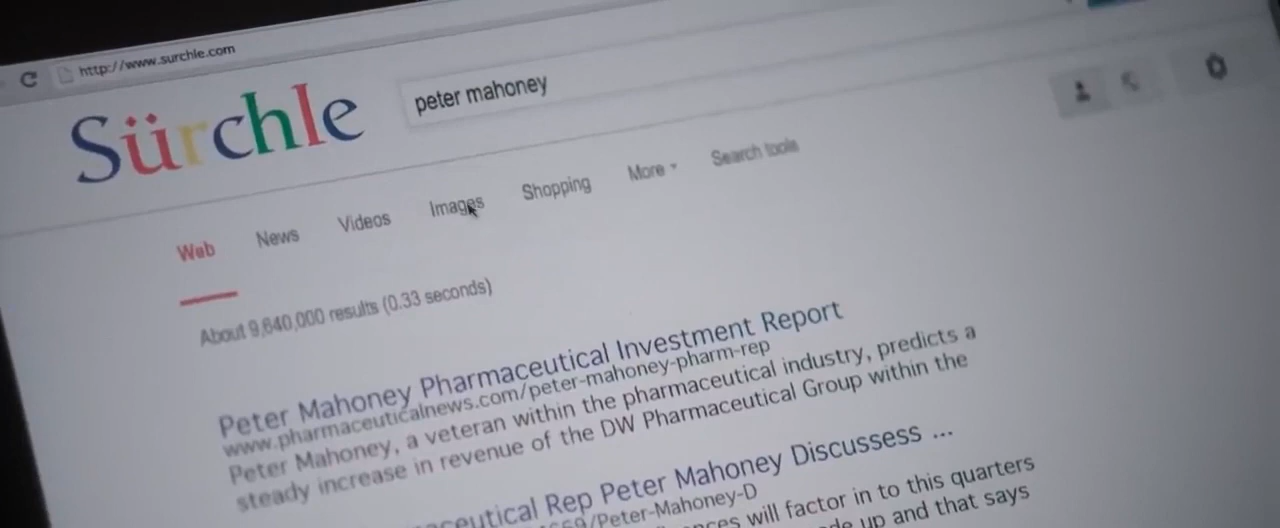 http://www.surchle.com
Sürchle
peter mahoney
Web News Videos Images Shopping More Search tools
About 9,640,000 results (0.33 seconds)
Peter Mahoney Pharmaceutical Investment Report
www.pharmaceuticalnews.com/peter-mahoney-pharm-rep
Peter Mahoney, a veteran within the pharmaceutical industry, predicts a
steady increase in revenue of the DW Pharmaceutical Group within the
Rep Peter Mahoney Discussess ...
/Peter-Mahoney-D
will factor in to this quarters
up and that says